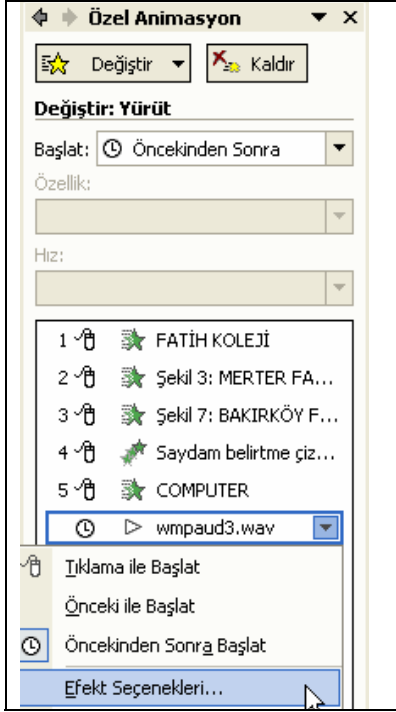 Özel Animasyon
Değiştir Kaldır
Değiştir: Yürüt
Başlat: Öncekinden Sonra
Özellik:
Hız:
1 FATİH KOLEJİ
2 Şekil 3: MERTER FA...
3 Şekil 7: BAKIRKÖY F...
4 Saydam belirtme çiz...
5 COMPUTER
wmpaud3.wav
Tıklama ile Başlat
Önceki ile Başlat
Öncekinden Sonra Başlat
Efekt Seçenekleri...